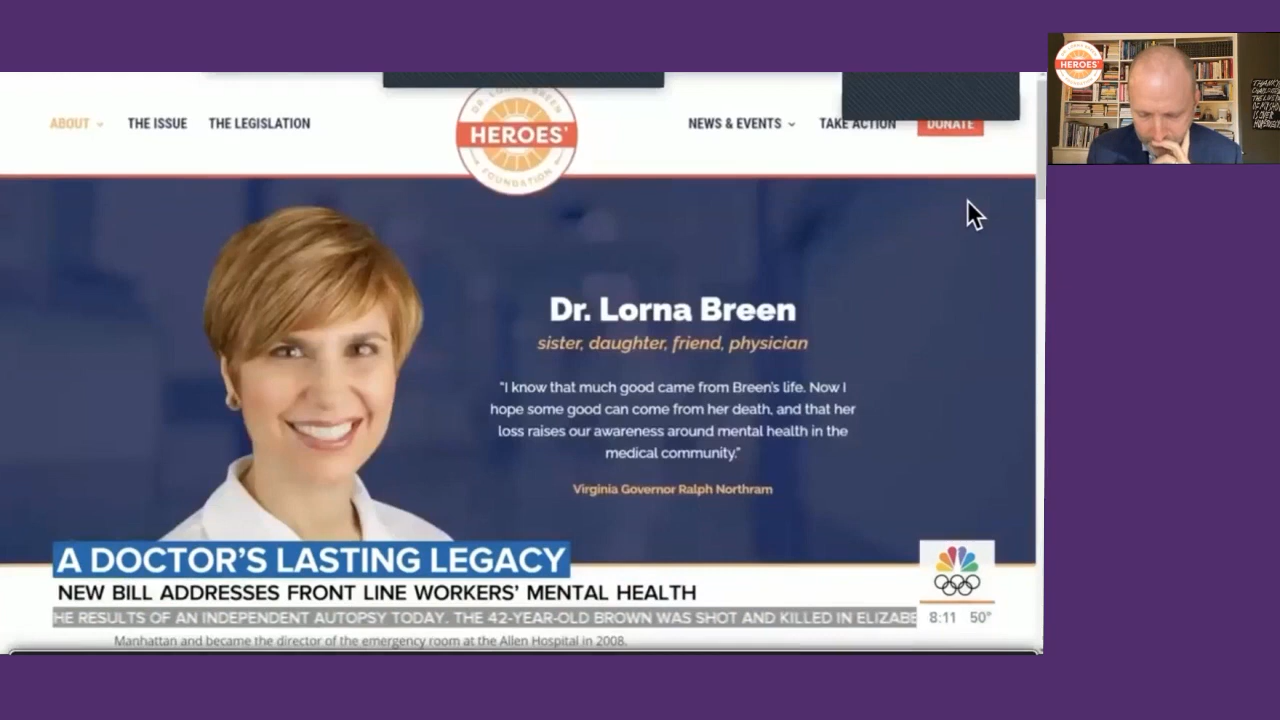 ABOUT
THE ISSUE
THE LEGISLATION
DR. LORNA BREEN
HEROES'
FOUNDATION
NEWS & EVENTS
TAKE ACTION
DONATE
Dr. Lorna Breen
sister, daughter, friend, physician
"I know that much good came from Breen's life. Now I
hope some good can come from her death, and that her
loss raises our awareness around mental health in the
medical community."
Virginia Governor Ralph Northram
A DOCTOR'S LASTING LEGACY
NEW BILL ADDRESSES FRONT LINE WORKERS' MENTAL HEALTH
HE RESULTS OF AN INDEPENDENT AUTOPSY TODAY. THE 42-YEAR-OLD BROWN WAS SHOT AND KILLED IN ELIZABE
8:11 50°
Manhattan and became the director of the emergency room at the Allen Hospital in 2008.
HEROES'